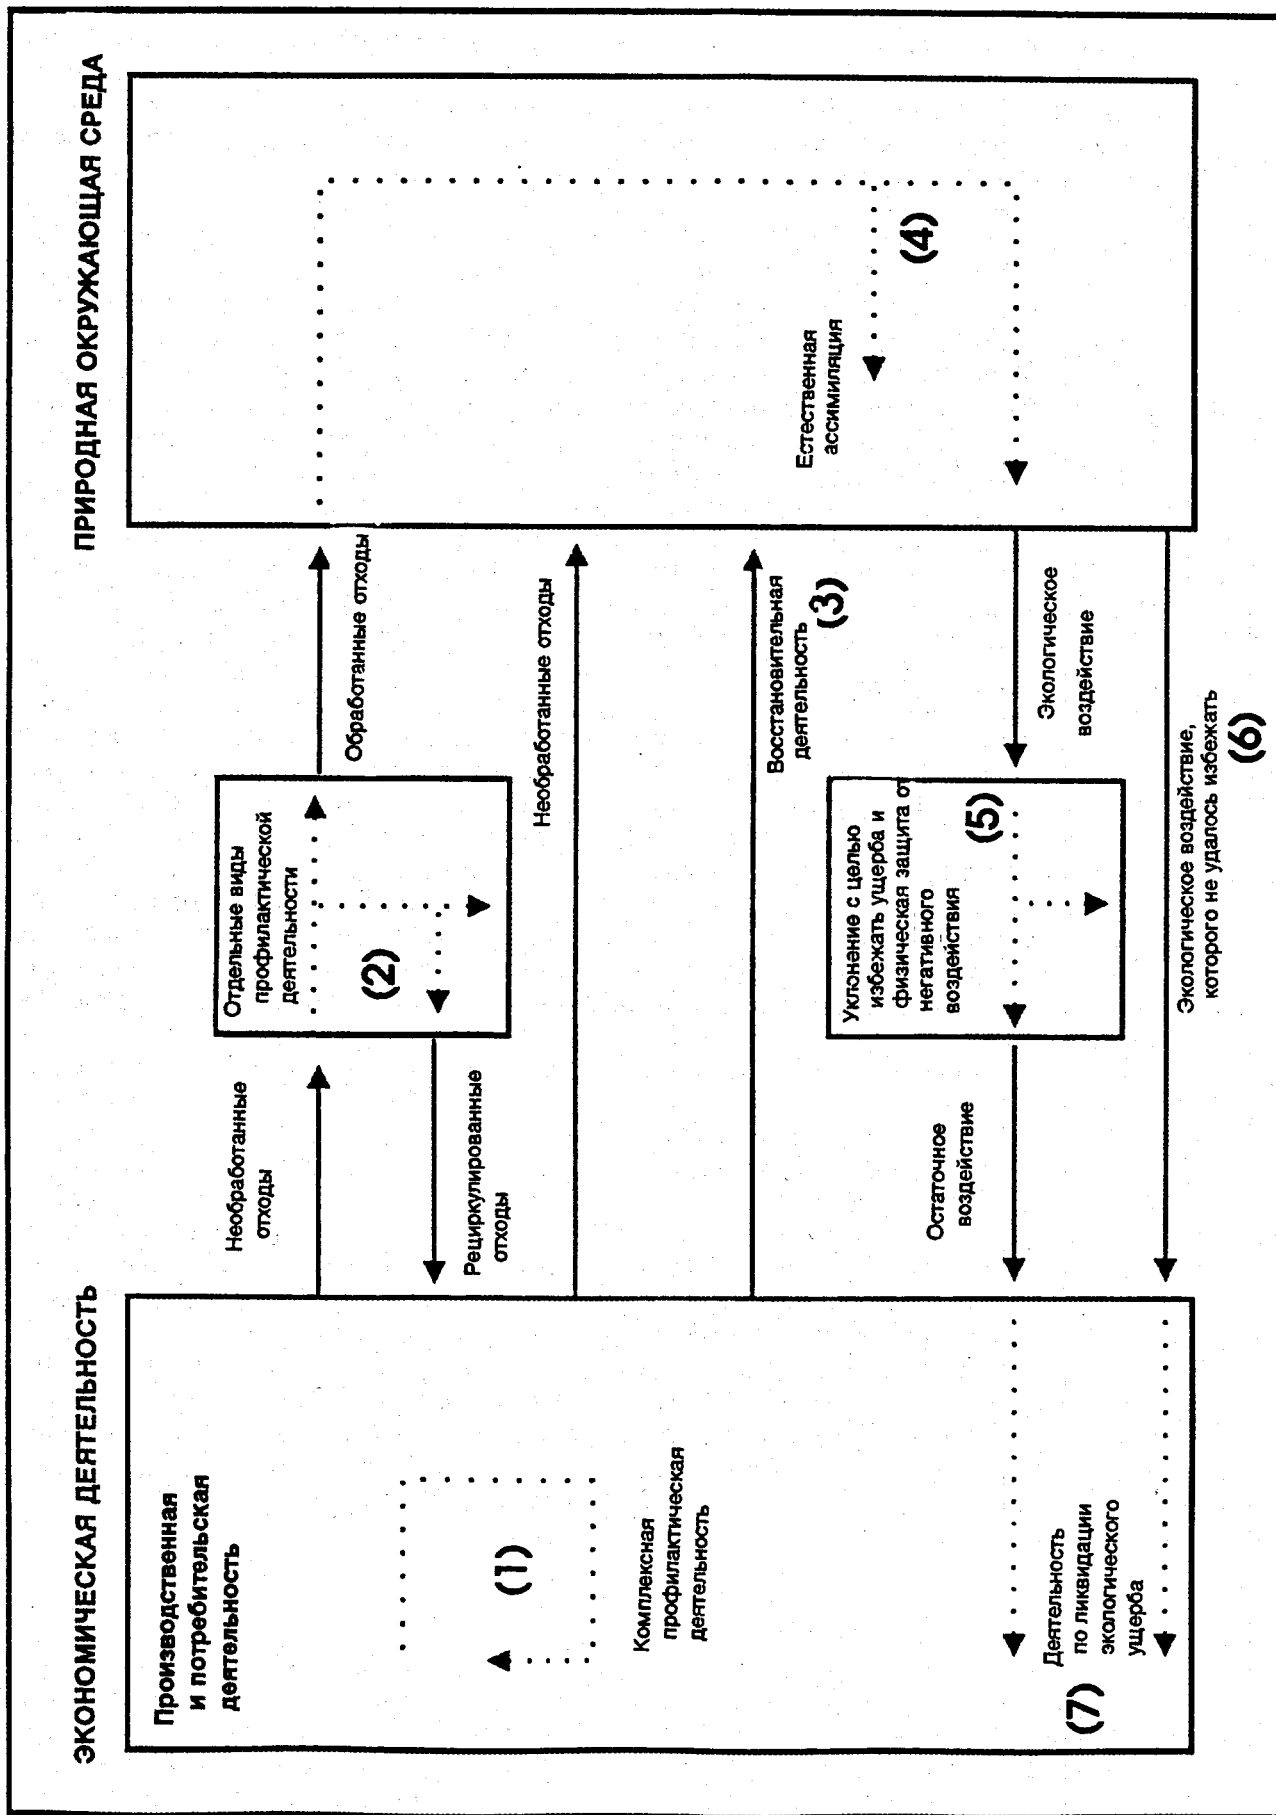 ЭКОНОМИЧЕСКАЯ ДЕЯТЕЛЬНОСТЬ
ПРИРОДНАЯ ОКРУЖАЮЩАЯ СРЕДА
Производственная
и потребительская
деятельность
(1)
Комплексная
профилактическая
деятельность
(7)
Деятельность
по ликвидации
экологического
ущерба
Необработанные
отходы
Отдельные виды
профилактической
деятельности
(2)
Обработанные отходы
Рециркулированные
отходы
Необработанные отходы
Восстановительная
деятельность
(3)
Уклонение с целью
избежать ущерба и
физическая защита от
негативного
воздействия
(5)
Остаточное
воздействие
Экологическое
воздействие
Экологическое воздействие,
которого не удалось избежать
(6)
Естественная
ассимиляция
(4)